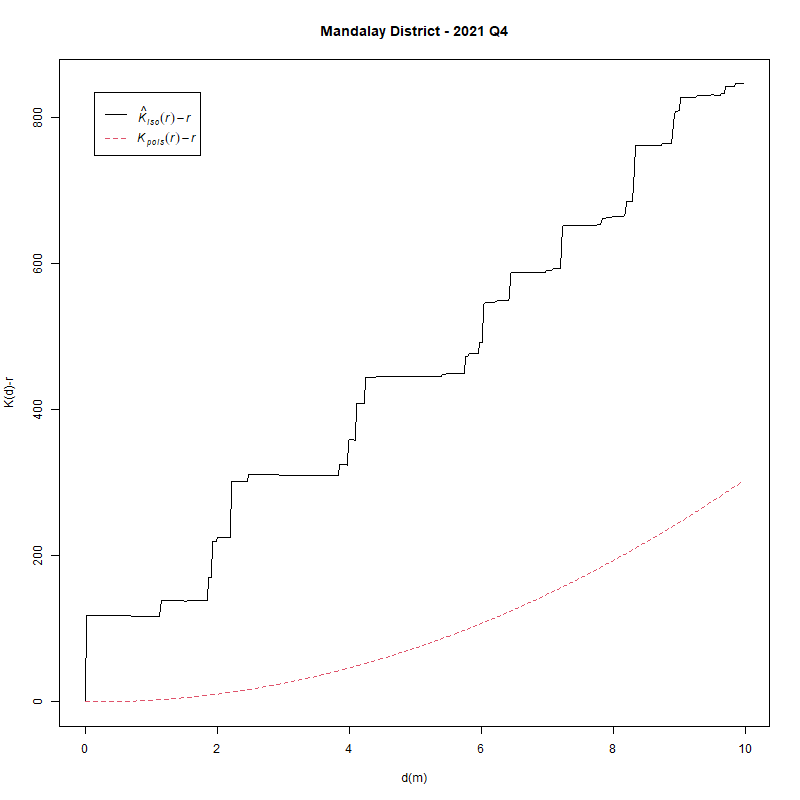 Mandalay District - 2021 Q4
K̂iso(r) − r
Kpois(r) − r
K(d)-r
800
600
400
200
0
0 2 4 6 8 10
d(m)